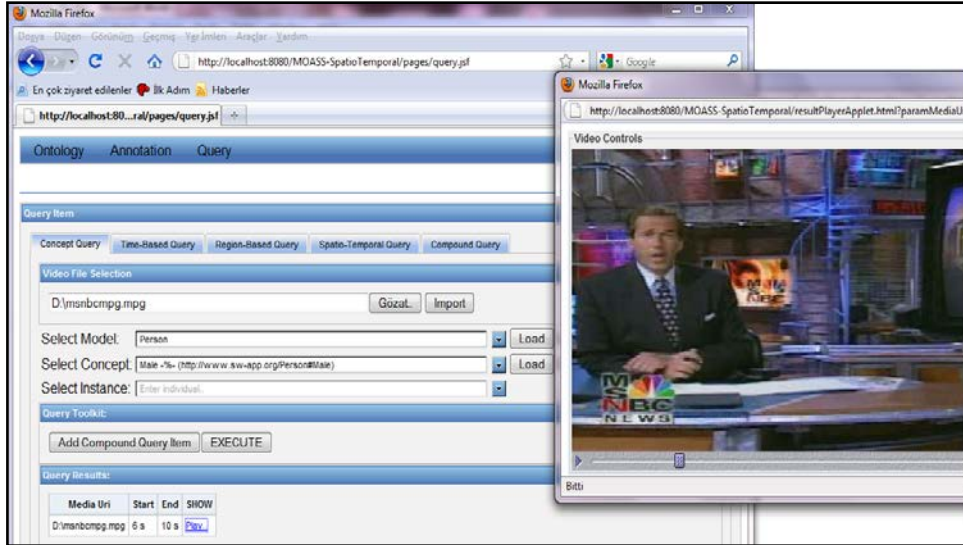 Mozilla Firefox
Dosya Düzen Görünüm Geçmiş Yer İmleri Araçlar Yardım
http://localhost:8080/MOASS-SpatioTemporal/pages/query.jsf
Google
En çok ziyaret edilenler İlk Adım Haberler
http://localhost:80...ral/pages/query.jsf
Ontology Annotation Query
Query Item
Concept Query Time-Based Query Region-Based Query Spatio-Temporal Query Compound Query
Video File Selection
D:\msnbcmpg.mpg Gözat.. Import
Select Model: Person Load
Select Concept: Male -%- (http://www.sw-app.org/Person#Male) Load
Select Instance: Enter individual..
Query Toolkit:
Add Compound Query Item EXECUTE
Query Results:
Media Uri Start End SHOW
D:\msnbcmpg.mpg 6 s 10 s Play..
Mozilla Firefox
http://localhost:8080/MOASS-SpatioTemporal/resultPlayerApplet.html?paramMediaU
Video Controls
MSNBC
MSNBC
NEWS
Bitti